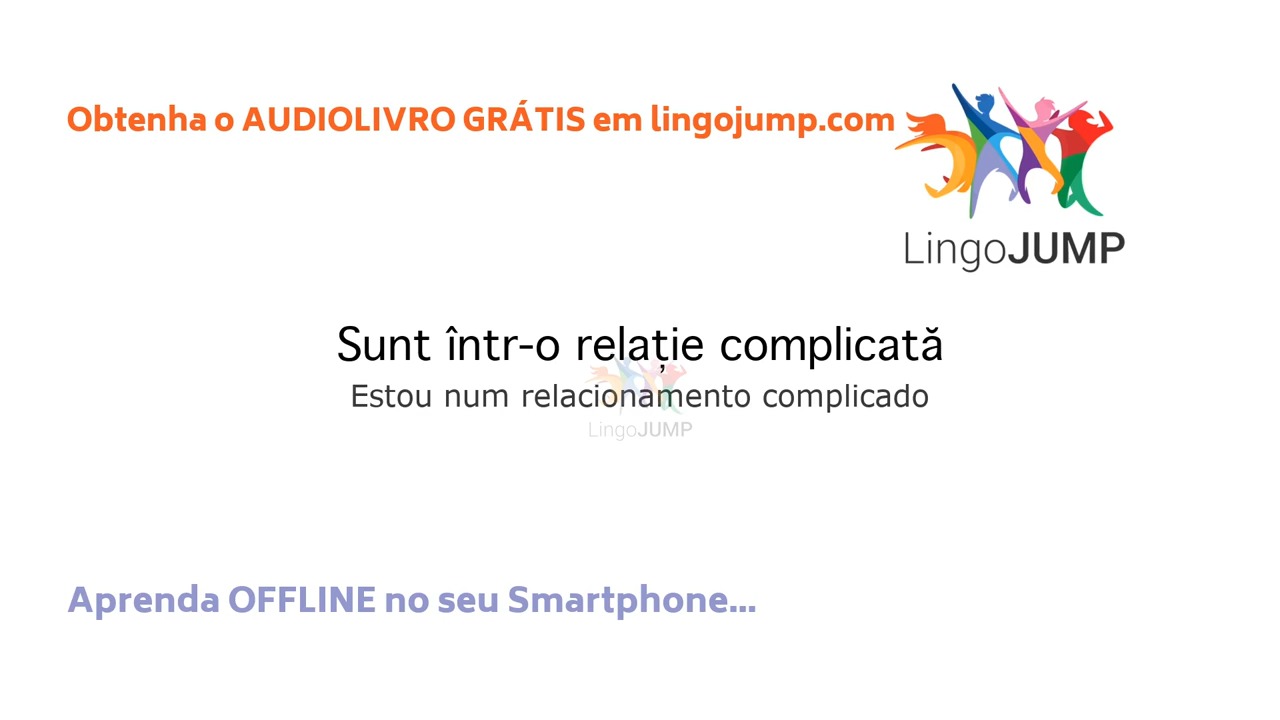 Obtenha o AUDIOLIVRO GRÁTIS em lingojump.com
LingoJUMP
Sunt într-o relație complicată
Estou num relacionamento complicado
LingoJUMP
Aprenda OFFLINE no seu Smartphone...